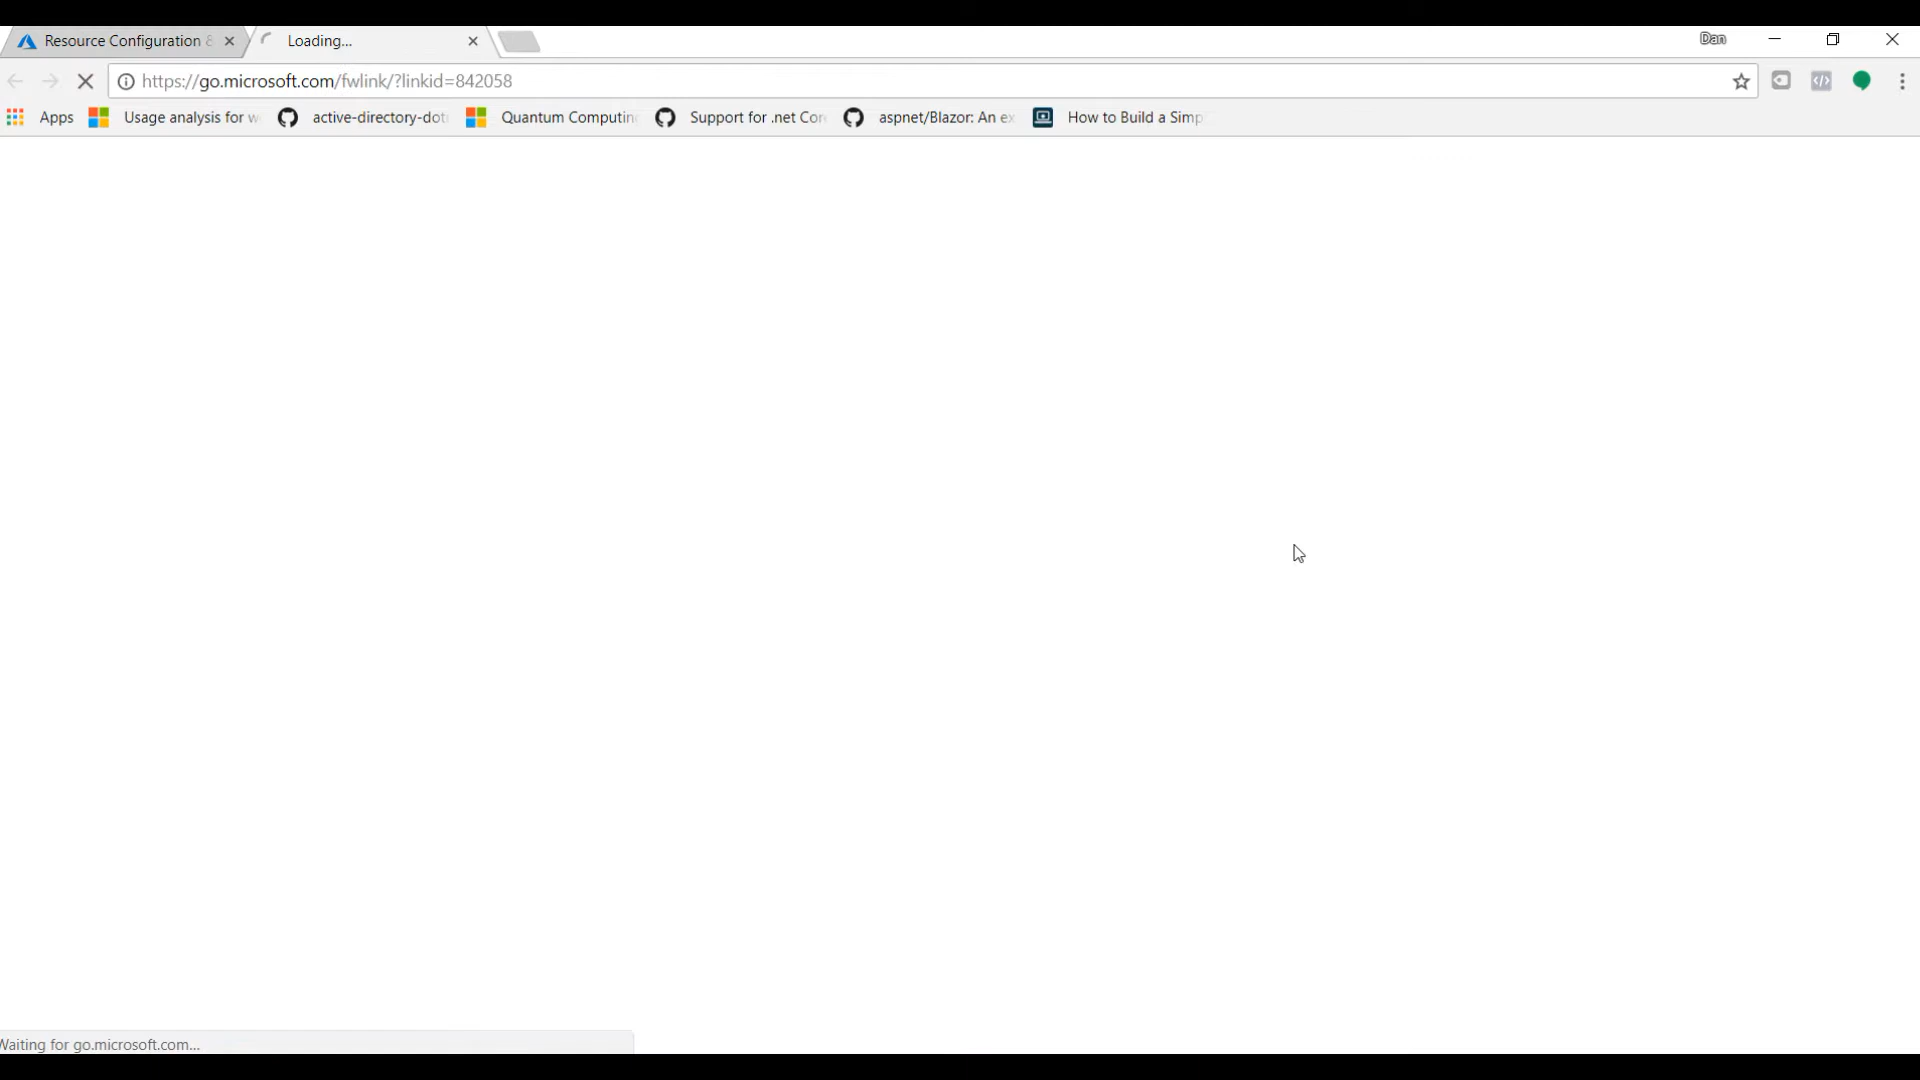 Resource Configuration &
Loading...
Dan
https://go.microsoft.com/fwlink/?linkid=842058
Apps
Usage analysis for w
active-directory-dot
Quantum Computin
Support for .net Cor
aspnet/Blazor: An ex
How to Build a Simp
Waiting for go.microsoft.com...